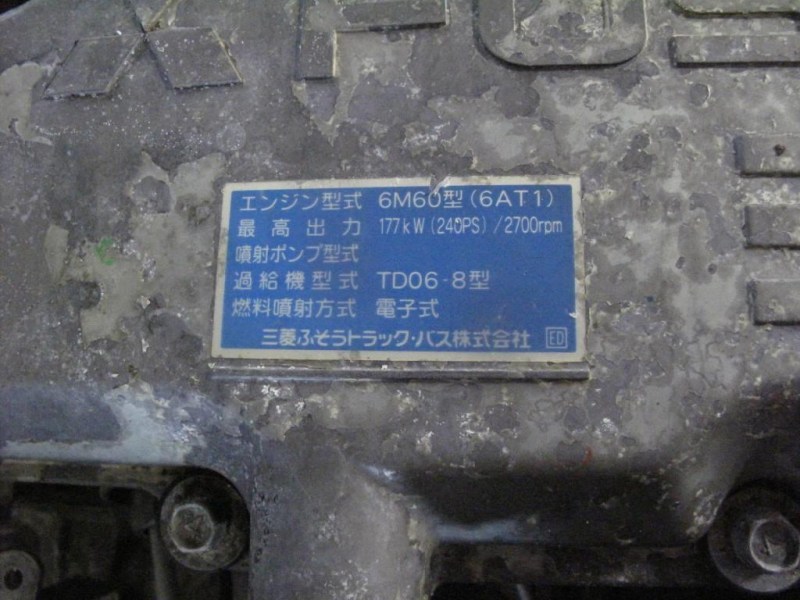 エンジン型式 6M60型(6AT1)
最高出力 177kW(240PS)/2700rpm
噴射ポンプ型式
過給機型式 TD06-8型
燃料噴射方式 電子式
三菱ふそうトラック・バス株式会社 ED